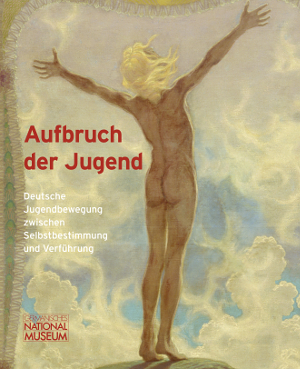 Aufbruch
der Jugend
Deutsche
Jugendbewegung
zwischen
Selbstbestimmung
und Verführung
GERMANISCHES
NATIONAL
MUSEUM